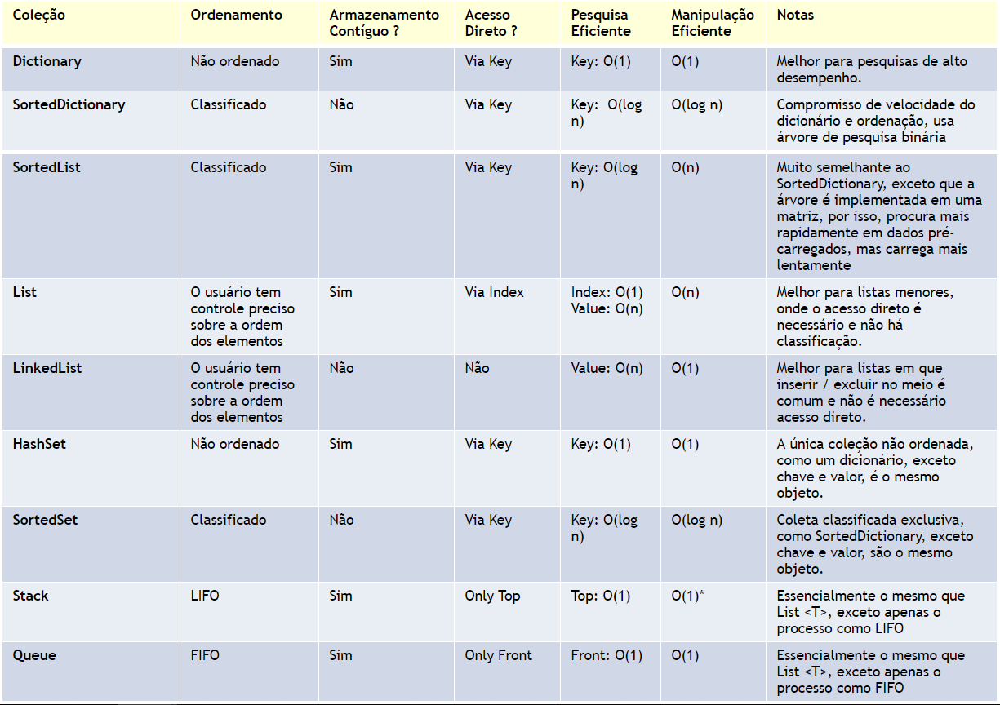 Coleção Ordenamento Armazenamento Acesso Pesquisa Manipulação Notas
Contíguo ? Direto ? Eficiente Eficiente
Dictionary Não ordenado Sim Via Key Key: O(1) O(1) Melhor para pesquisas de alto
desempenho.
SortedDictionary Classificado Não Via Key Key: O(log O(log n) Compromisso de velocidade do
n) dicionário e ordenação, usa
árvore de pesquisa binária
SortedList Classificado Sim Via Key Key: O(log O(n) Muito semelhante ao
n) SortedDictionary, exceto que a
árvore é implementada em uma
matriz, por isso, procura mais
rapidamente em dados pré-
carregados, mas carrega mais
lentamente
List O usuário tem Sim Via Index Index: O(1) O(n) Melhor para listas menores,
controle preciso Value: O(n) onde o acesso direto é
sobre a ordem necessário e não há
dos elementos classificação.
LinkedList O usuário tem Não Não Value: O(n) O(1) Melhor para listas em que
controle preciso inserir / excluir no meio é
sobre a ordem comum e não é necessário
dos elementos acesso direto.
HashSet Não ordenado Sim Via Key Key: O(1) O(1) A única coleção não ordenada,
como um dicionário, exceto
chave e valor, é o mesmo
objeto.
SortedSet Classificado Não Via Key Key: O(log O(log n) Coleta classificada exclusiva,
n) como SortedDictionary, exceto
chave e valor, são o mesmo
objeto.
Stack LIFO Sim Only Top Top: O(1) O(1)* Essencialmente o mesmo que
List <T>, exceto apenas o
processo como LIFO
Queue FIFO Sim Only Front Front: O(1) O(1) Essencialmente o mesmo que
List <T>, exceto apenas o
processo como FIFO